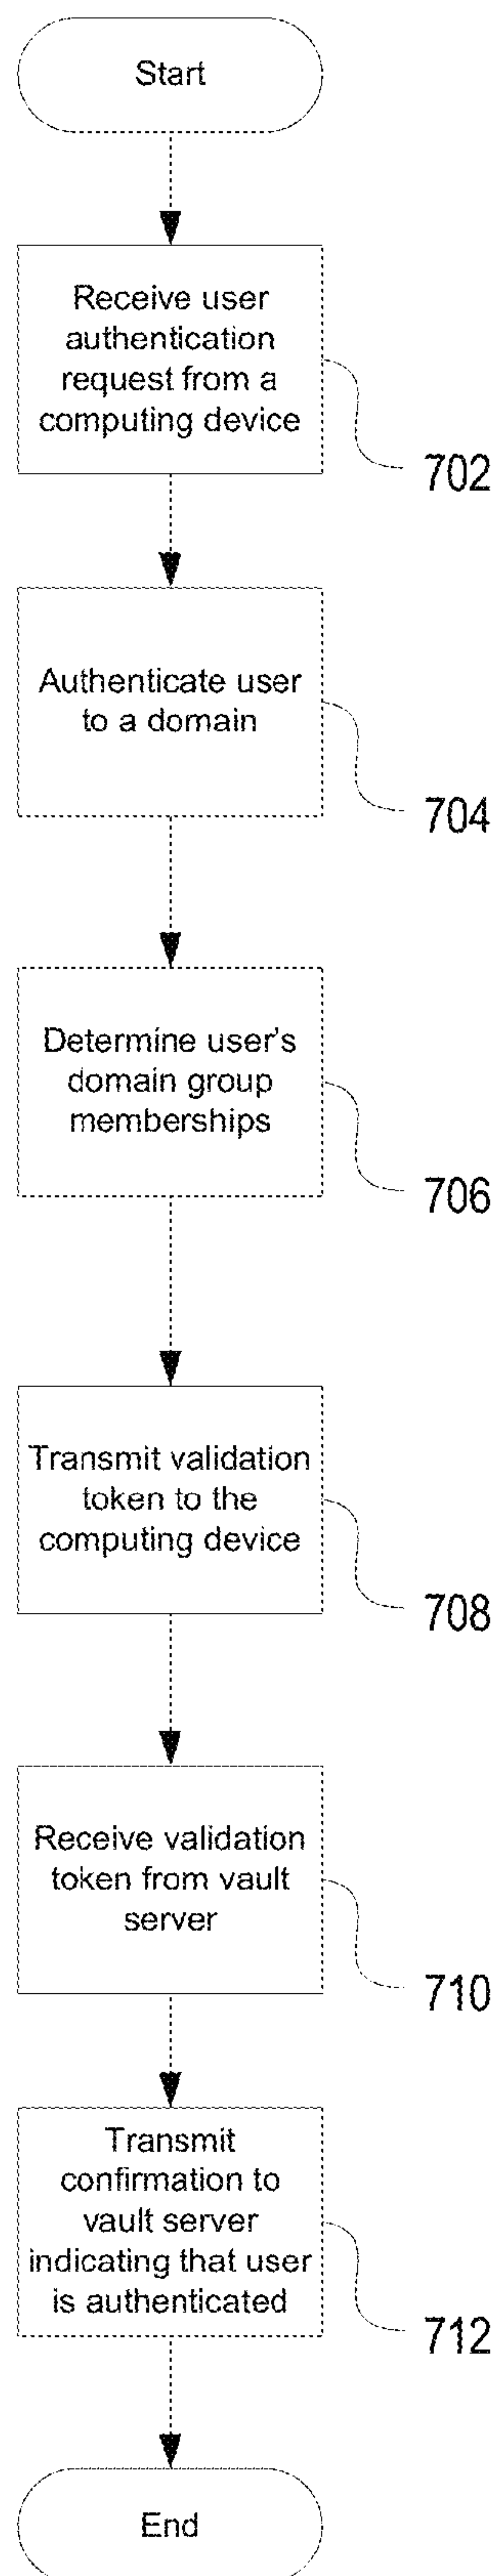 Start
Receive user
authentication
request from a
computing device
702
Authenticate user
to a domain
704
Determine user's
domain group
memberships
706
Transmit validation
token to the
computing device
708
Receive validation
token from vault
server
710
Transmit
confirmation to
vault server
indicating that user
is authenticated
712
End